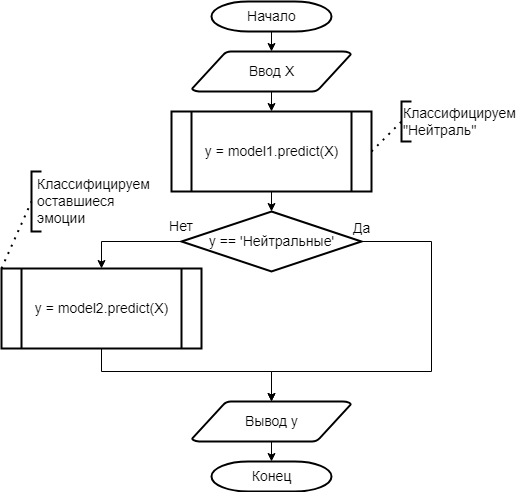 Начало
Ввод X
y = model1.predict(X)
Классифицируем
"Нейтраль"
Классифицируем
оставшиеся
эмоции
Нет
y == 'Нейтральные'
Да
y = model2.predict(X)
Вывод y
Конец